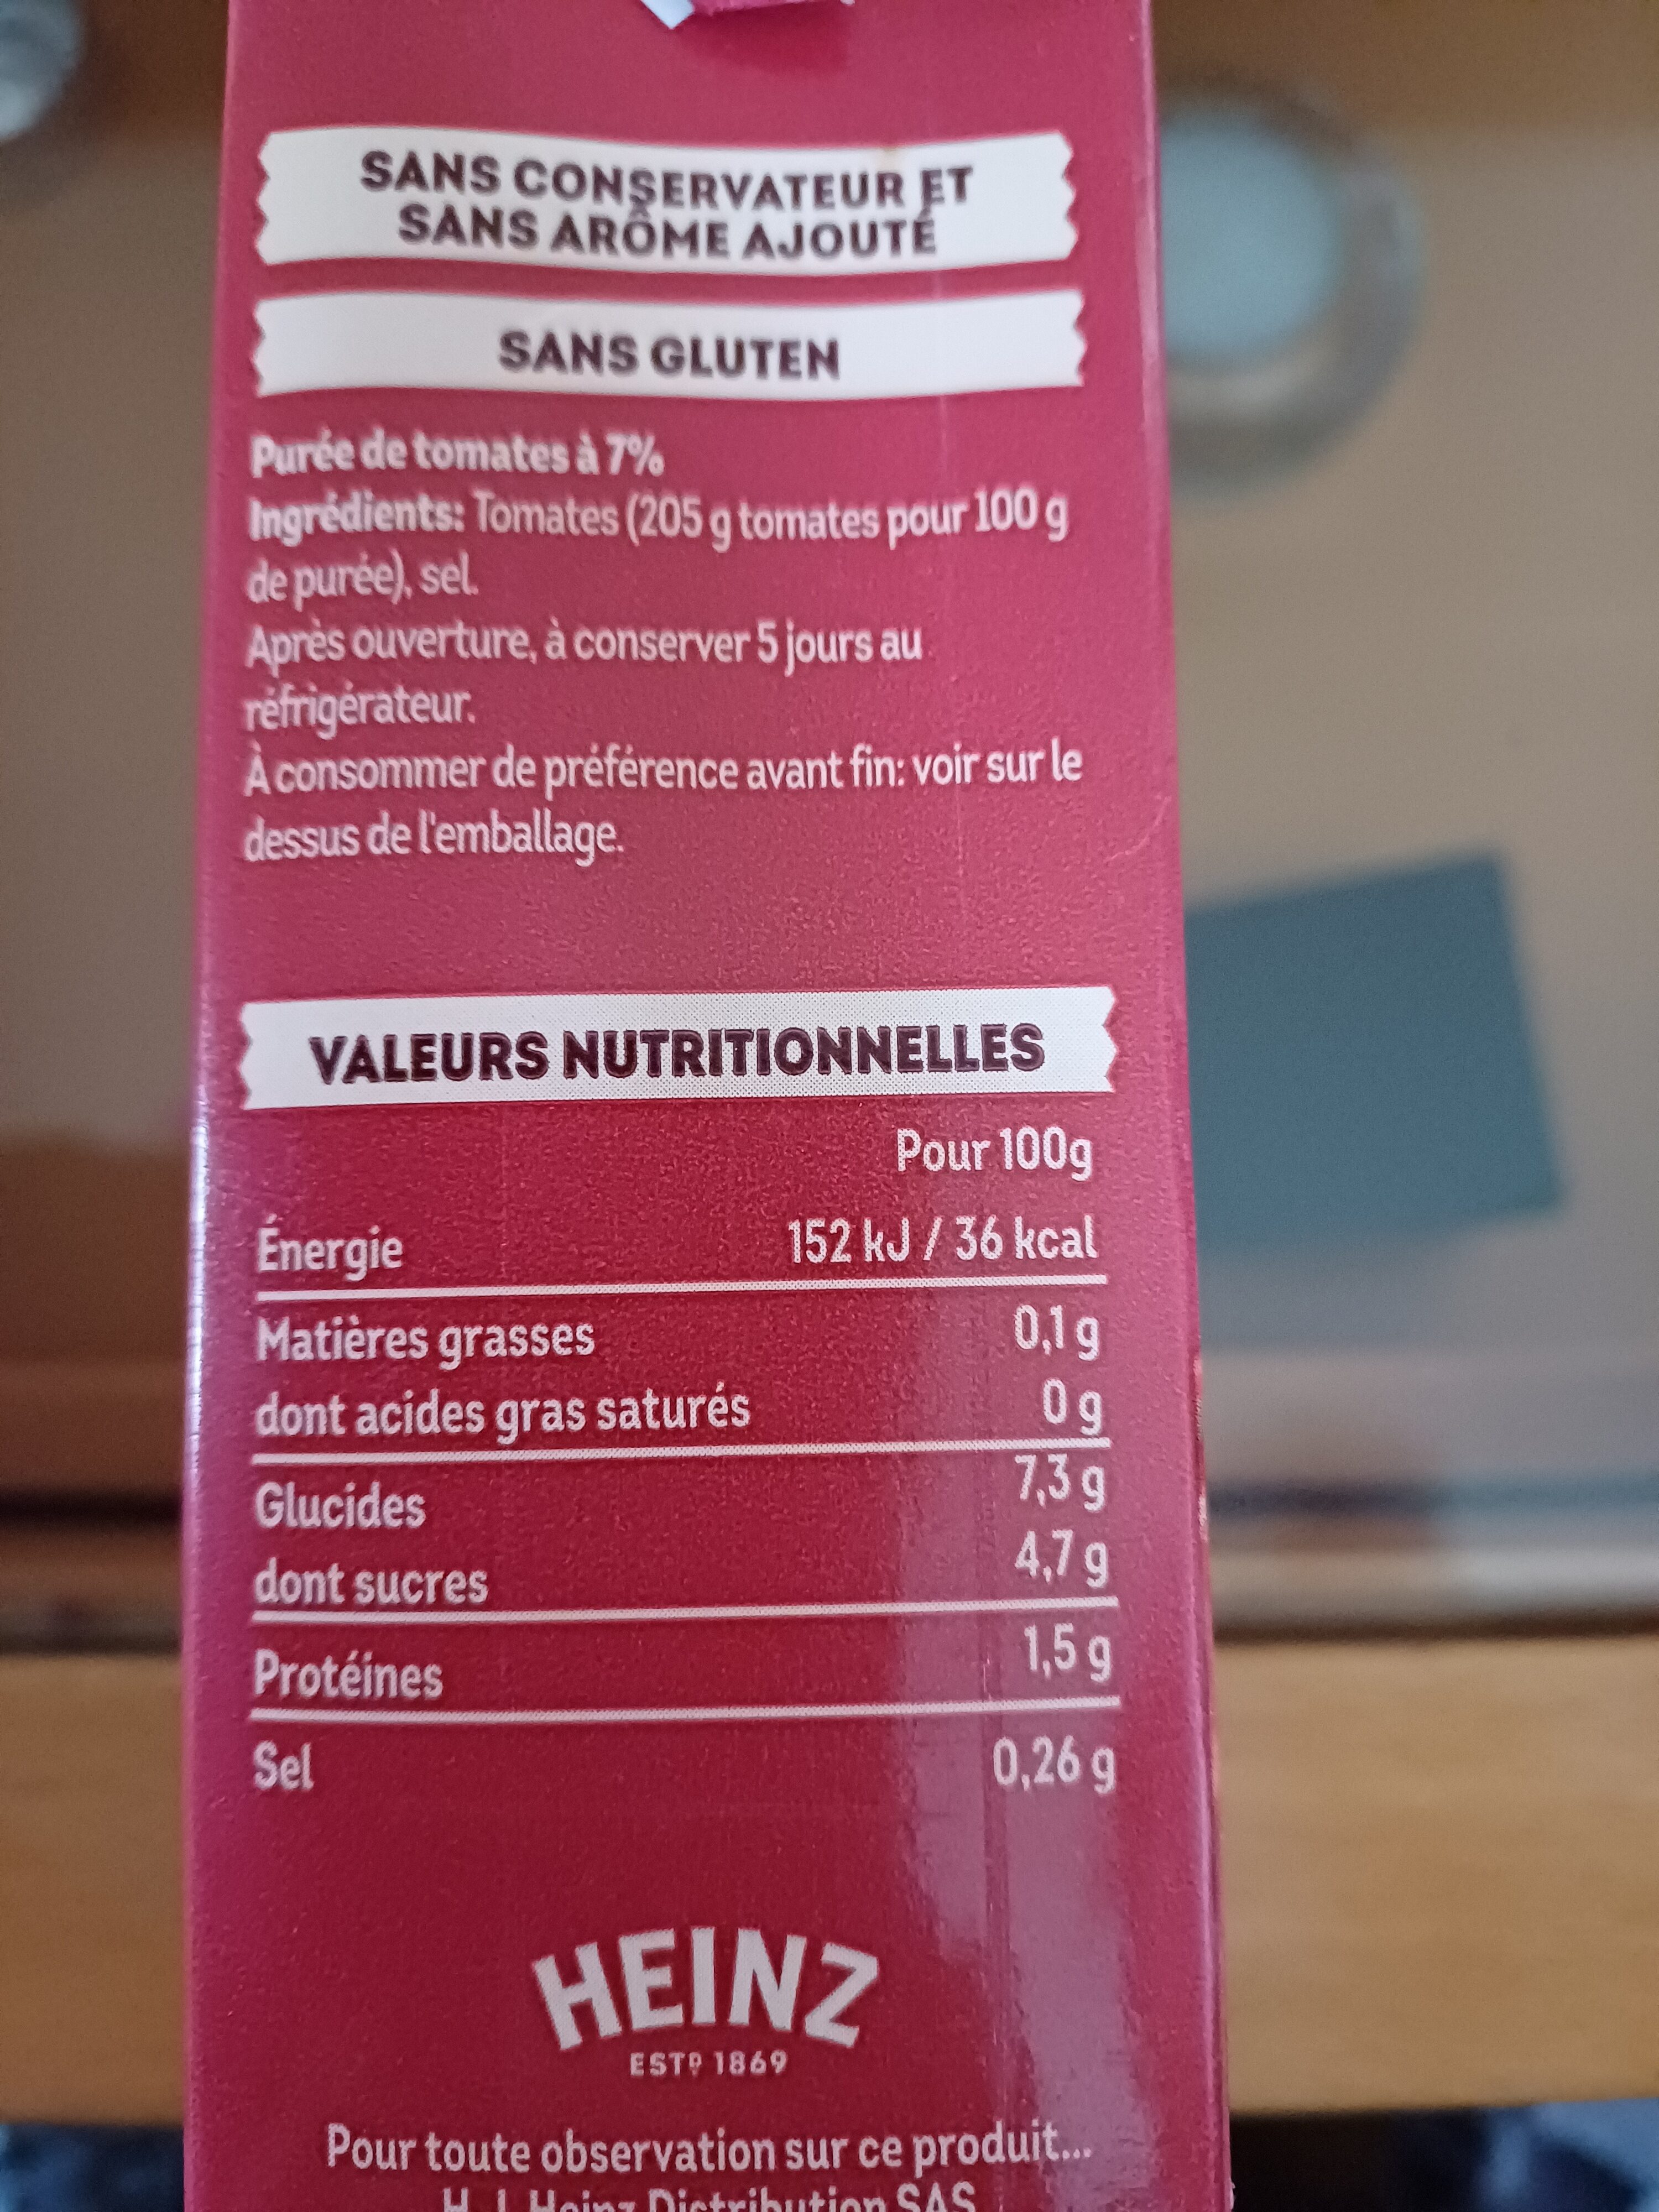 SANS CONSERVATEUR ET
SANS ARÔME AJOUTÉ
SANS GLUTEN
Purée de tomates à 7%
Ingrédients: Tomates (205 g tomates pour 100 g
de purée), sel.
Après ouverture, à conserver 5 jours au
réfrigérateur.
À consommer de préférence avant fin: voir sur le
dessus de l'emballage.
VALEURS NUTRITIONNELLES
Pour 100g
Énergie 152 kJ / 36 kcal
Matières grasses 0,1 g
dont acides gras saturés 0 g
Glucides 7,3 g
dont sucres 4,7 g
Protéines 1,5 g
Sel 0,26 g
HEINZ
ESTD 1869
Pour toute observation sur ce produit...
H. J. Heinz Distribution SAS